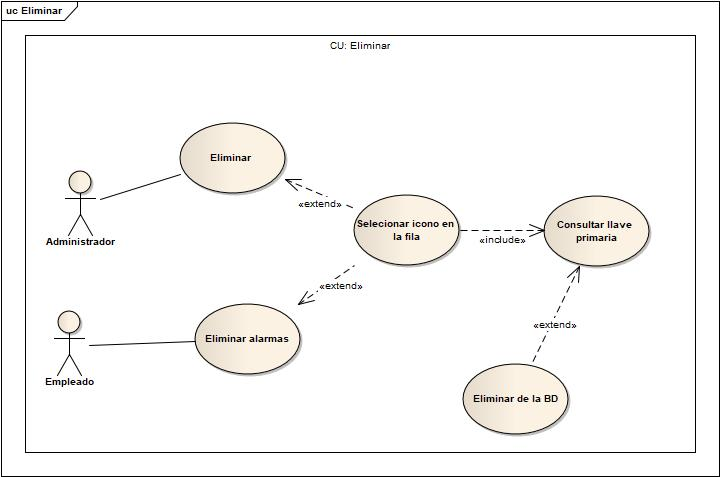 uc Eliminar
CU: Eliminar
Eliminar
«extend»
Administrador
Selecionar icono en
la fila
«include»
Consultar llave
primaria
«extend»
Eliminar alarmas
«extend»
Empleado
Eliminar de la BD